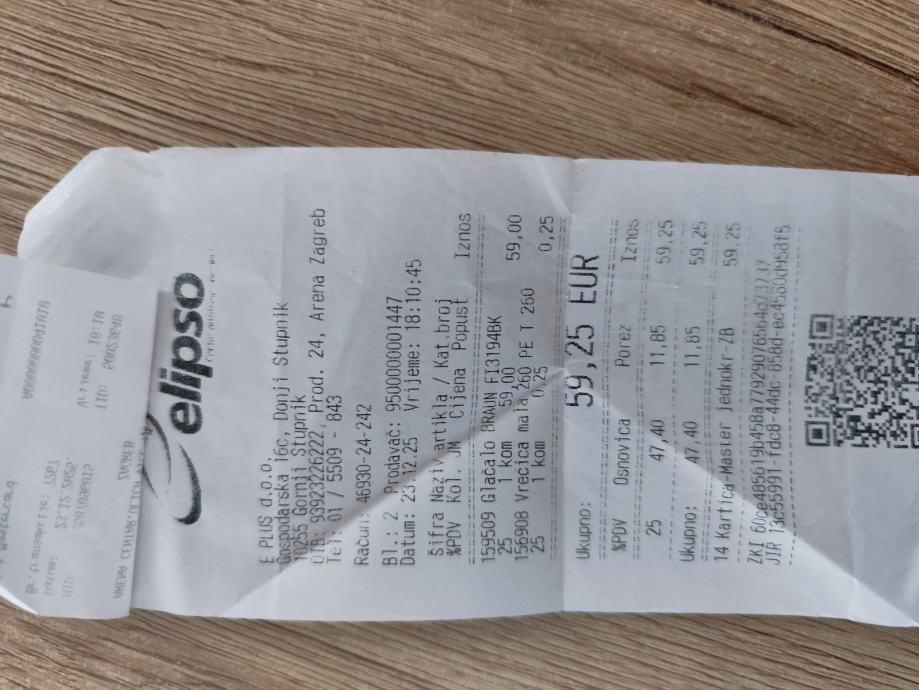 elipso
E PLUS d.o.o.
Gospodarska 16c, Donji Stupnik
10255 Gornji Stupnik
OIB: 93923226222, Prod. 24, Arena Zagreb
Tel: 01 / 5509 - 843
Račun: 46930-24-242
Bl.: 2 Prodavač: 9500000001447
Datum: 23.12.25 Vrijeme: 18:10:45
Šifra Naziv artikla / Kat.broj
%PDV Kol. JM Cijena Popust Iznos
159509 Glačalo BRAUN FI3194BK
25 1 kom 59,00 59,00
156908 Vrećica mala 260 PE T 260
25 1 kom 0,25 0,25
Ukupno: 59,25 EUR
%PDV Osnovica Porez Iznos
25 47,40 11,85 59,25
Ukupno: 47,40 11,85 59,25
14 Kartica Master jednokr-ZB 59,25
ZKI
JIR